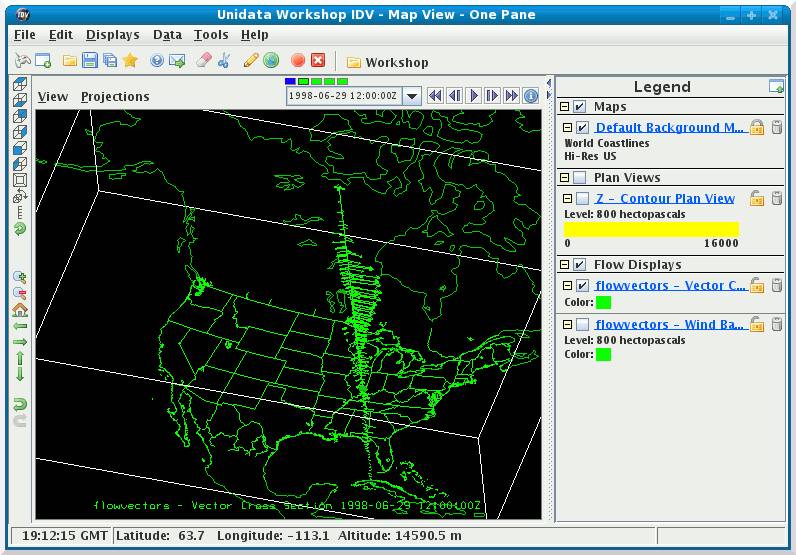 IDV
Unidata Workshop IDV - Map View - One Pane
File Edit Displays Data Tools Help
Workshop
View Projections
1998-06-29 12:00:00Z
flowvectors - Vector Cross Section 1998-06-29 12:00:00Z
Legend
Maps
Default Background M...
World Coastlines
Hi-Res US
Plan Views
Z - Contour Plan View
Level: 800 hectopascals
0 16000
Flow Displays
flowvectors - Vector C...
Color:
flowvectors - Wind Ba...
Level: 800 hectopascals
Color:
19:12:15 GMT Latitude: 63.7 Longitude: -113.1 Altitude: 14590.5 m